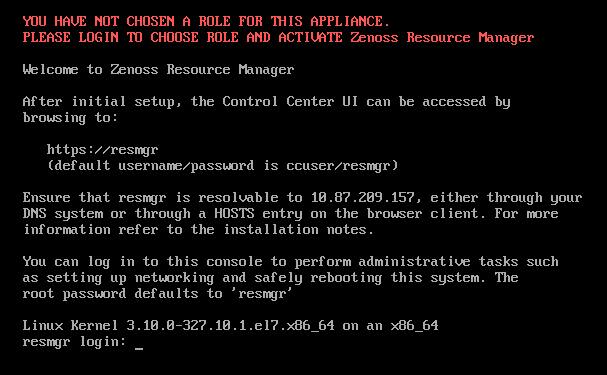 YOU HAVE NOT CHOSEN A ROLE FOR THIS APPLIANCE.
PLEASE LOGIN TO CHOOSE ROLE AND ACTIVATE Zenoss Resource Manager
Welcome to Zenoss Resource Manager
After initial setup, the Control Center UI can be accessed by
browsing to:
https://resmgr
(default username/password is ccuser/resmgr)
Ensure that resmgr is resolvable to 10.87.209.157, either through your
DNS system or through a HOSTS entry on the browser client. For more
information refer to the installation notes.
You can log in to this console to perform administrative tasks such
as setting up networking and safely rebooting this system. The
root password defaults to 'resmgr'
Linux Kernel 3.10.0-327.10.1.el7.x86_64 on an x86_64
resmgr login: _